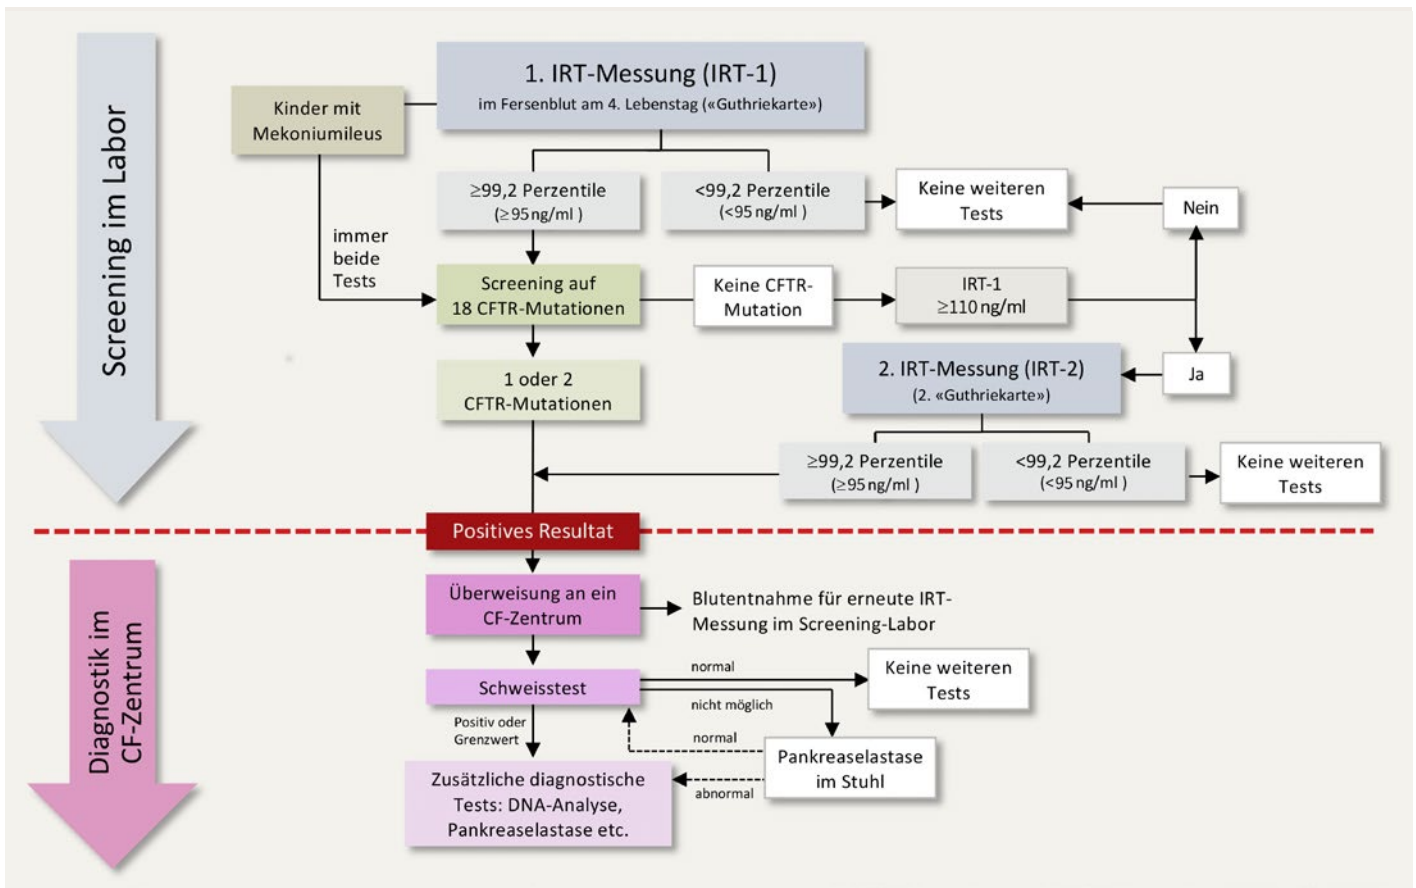 Screening im Labor
1. IRT-Messung (IRT-1)
im Fersenblut am 4. Lebenstag («Guthriekarte»)
Kinder mit
Mekoniumileus
≥99,2 Perzentile
(≥95 ng/ml )
<99,2 Perzentile
(<95 ng/ml )
Keine weiteren
Tests
Nein
immer
beide
Tests
Screening auf
18 CFTR-Mutationen
Keine CFTR-
Mutation
IRT-1
≥110 ng/ml
1 oder 2
CFTR-Mutationen
2. IRT-Messung (IRT-2)
(2. «Guthriekarte»)
Ja
≥99,2 Perzentile
(≥95 ng/ml )
<99,2 Perzentile
(<95 ng/ml )
Keine weiteren
Tests
Positives Resultat
Diagnostik im
CF-Zentrum
Überweisung an ein
CF-Zentrum
Blutentnahme für erneute IRT-
Messung im Screening-Labor
Schweisstest
normal
Keine weiteren
Tests
nicht möglich
Positiv oder
Grenzwert
normal
Pankreaselastase
im Stuhl
abnormal
Zusätzliche diagnostische
Tests: DNA-Analyse,
Pankreaselastase etc.